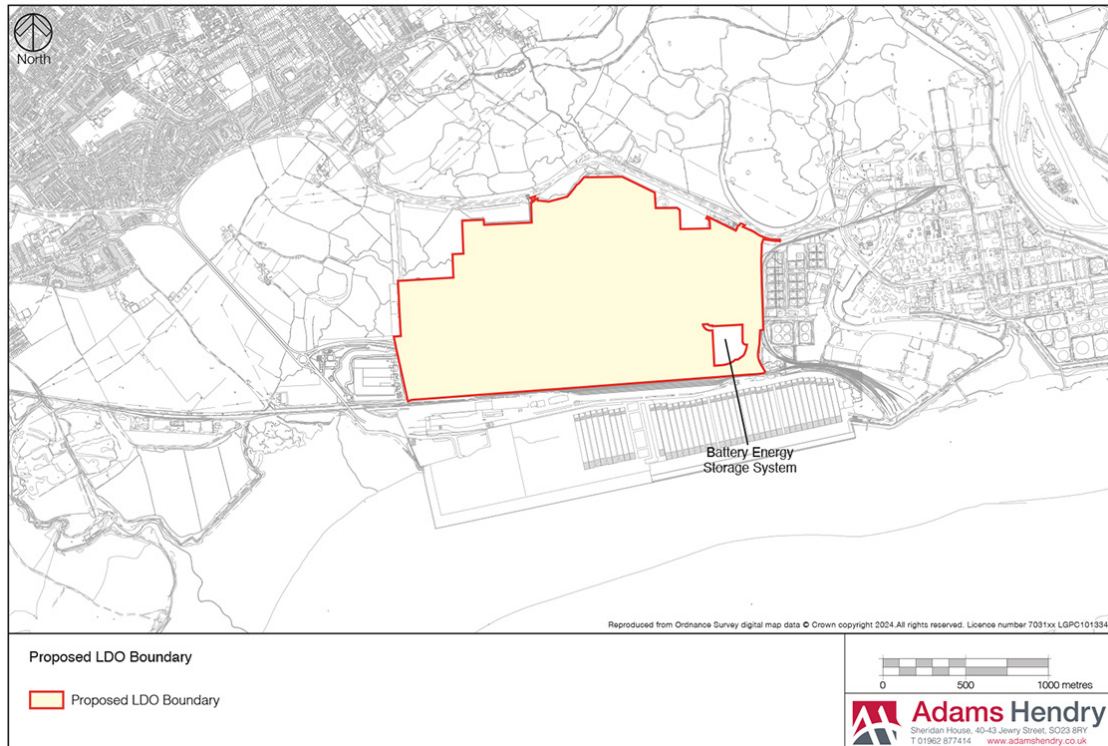 North
Battery Energy
Storage System
Reproduced from Ordnance Survey digital map data © Crown copyright 2024.All rights reserved. Licence number 7031xx LGPC101334
Proposed LDO Boundary
Proposed LDO Boundary
0 500 1000 metres
Adams Hendry
Sheridan House, 40-43 Jewry Street, SO23 8RY
T 01962 877414 www.adamshendry.co.uk